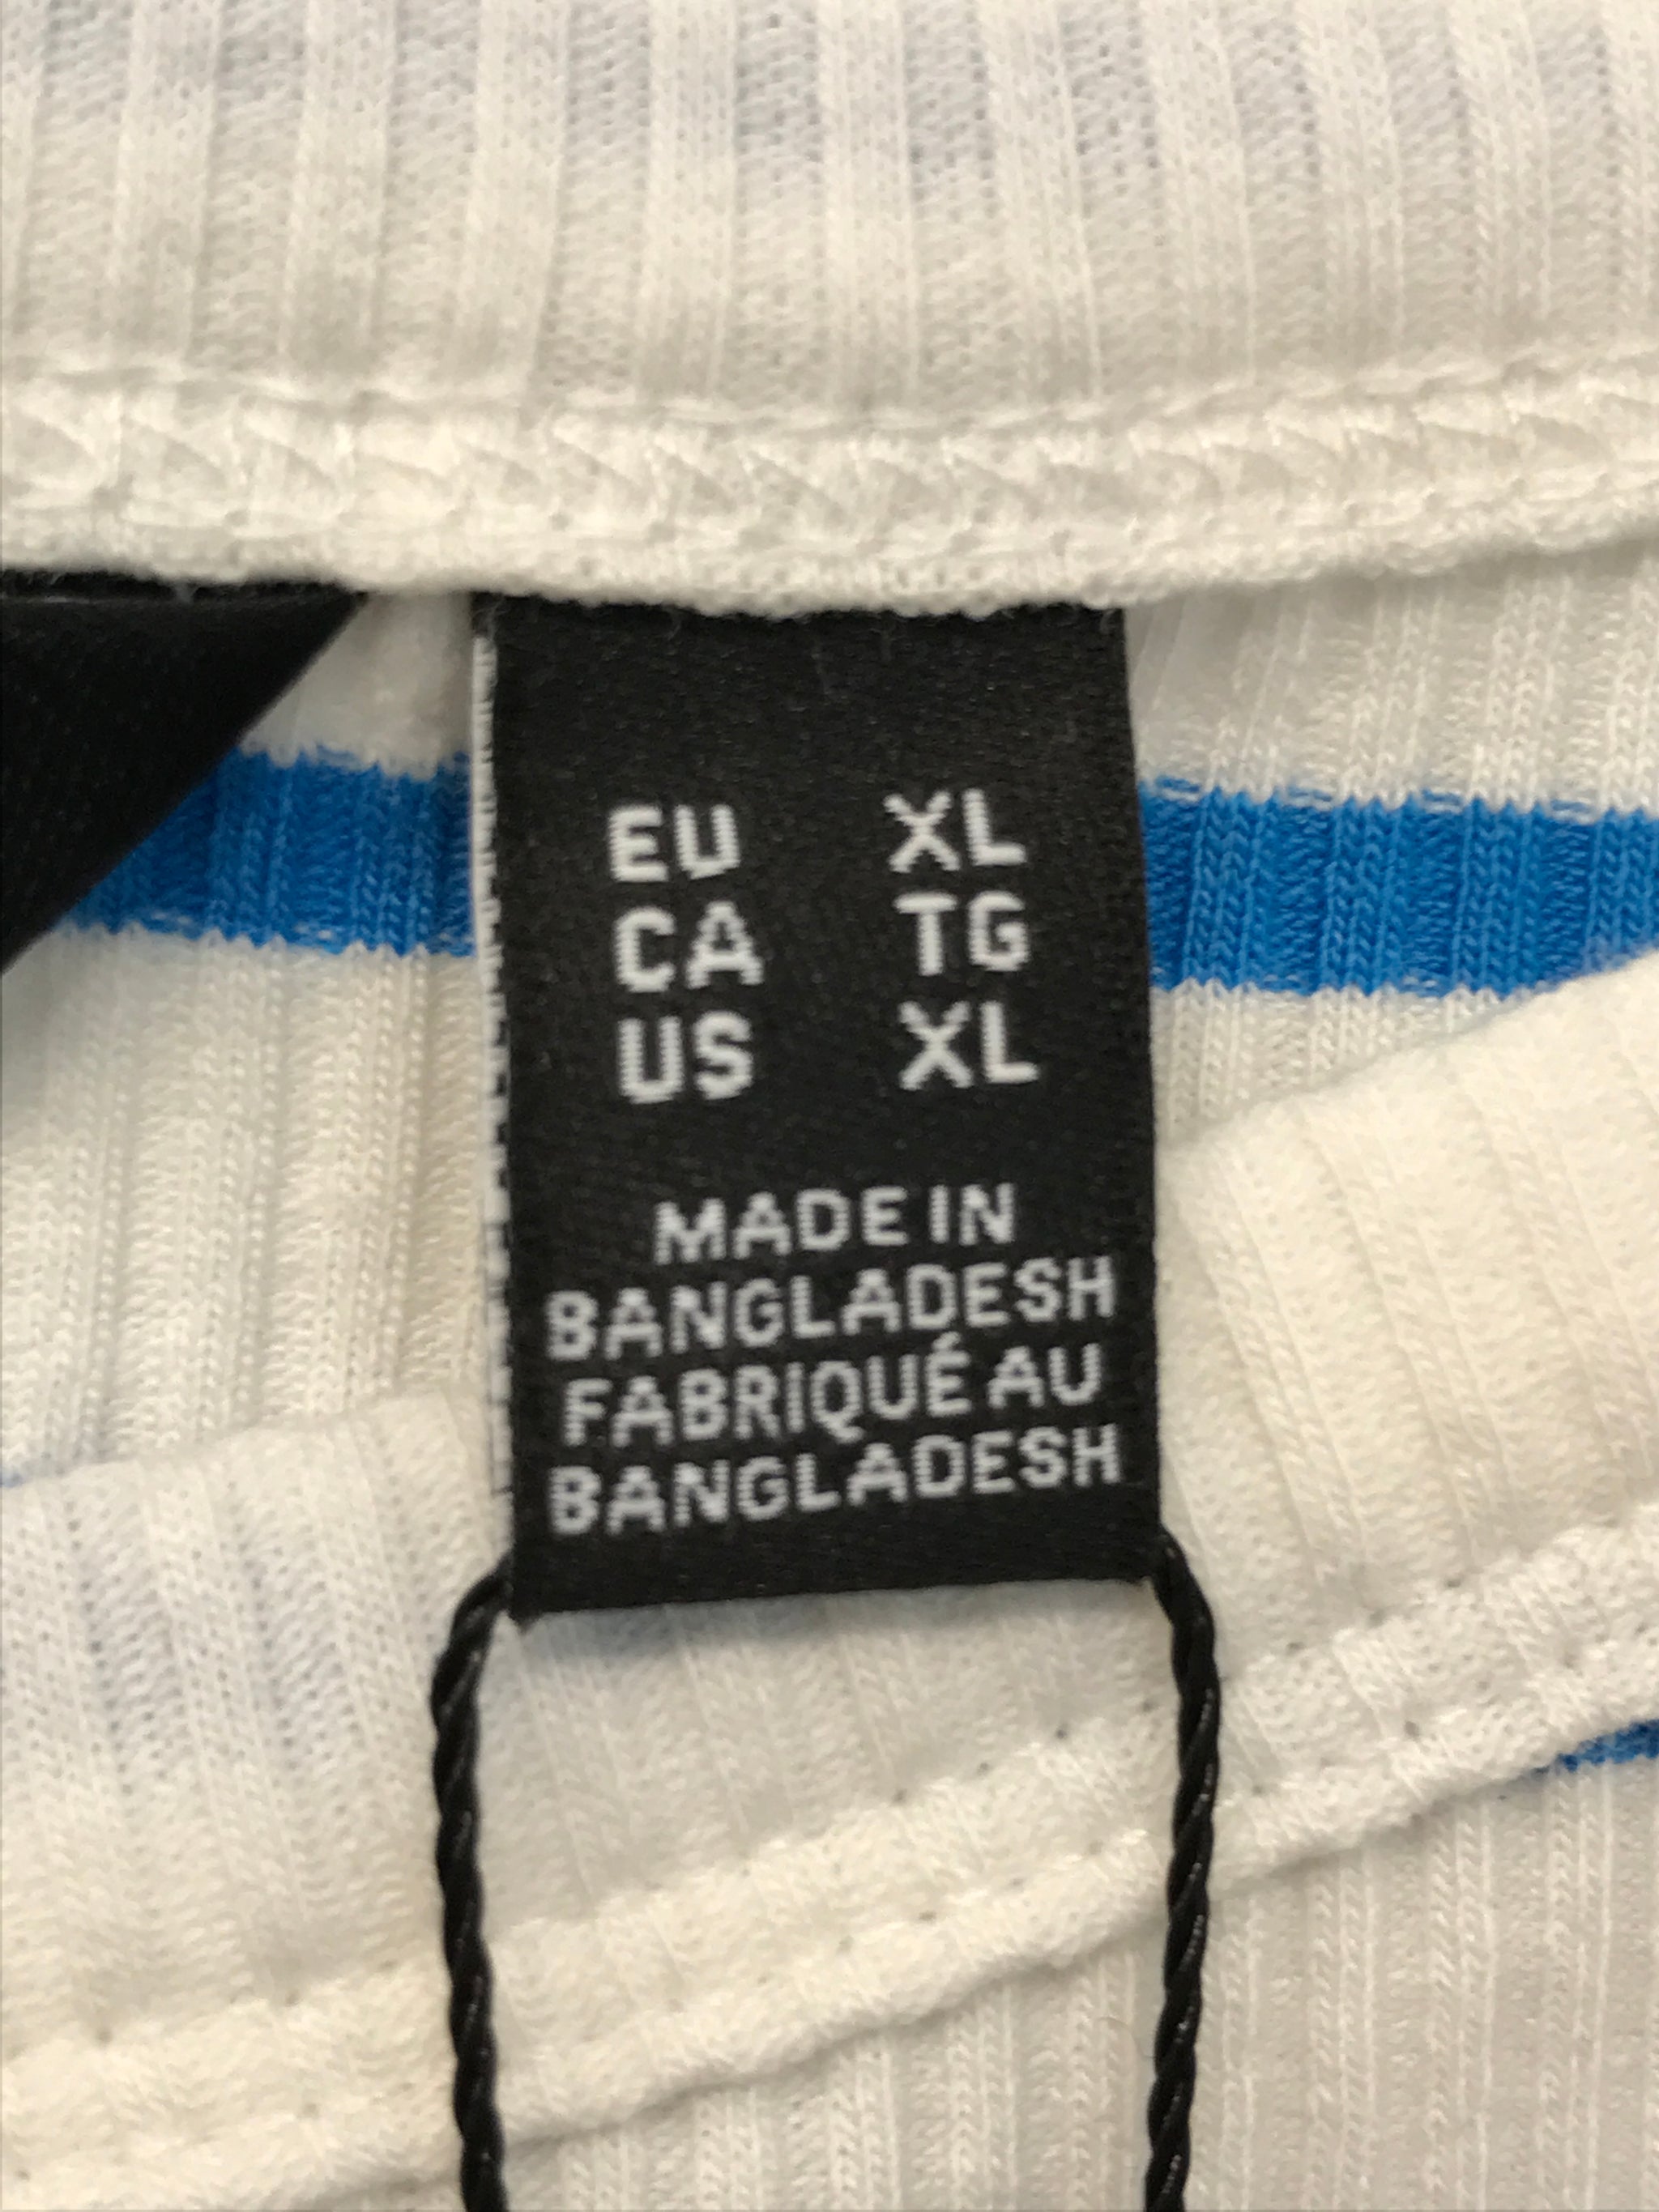 EU XL
CA TG
US XL
MADE IN
BANGLADESH
FABRIQUÉ AU
BANGLADESH